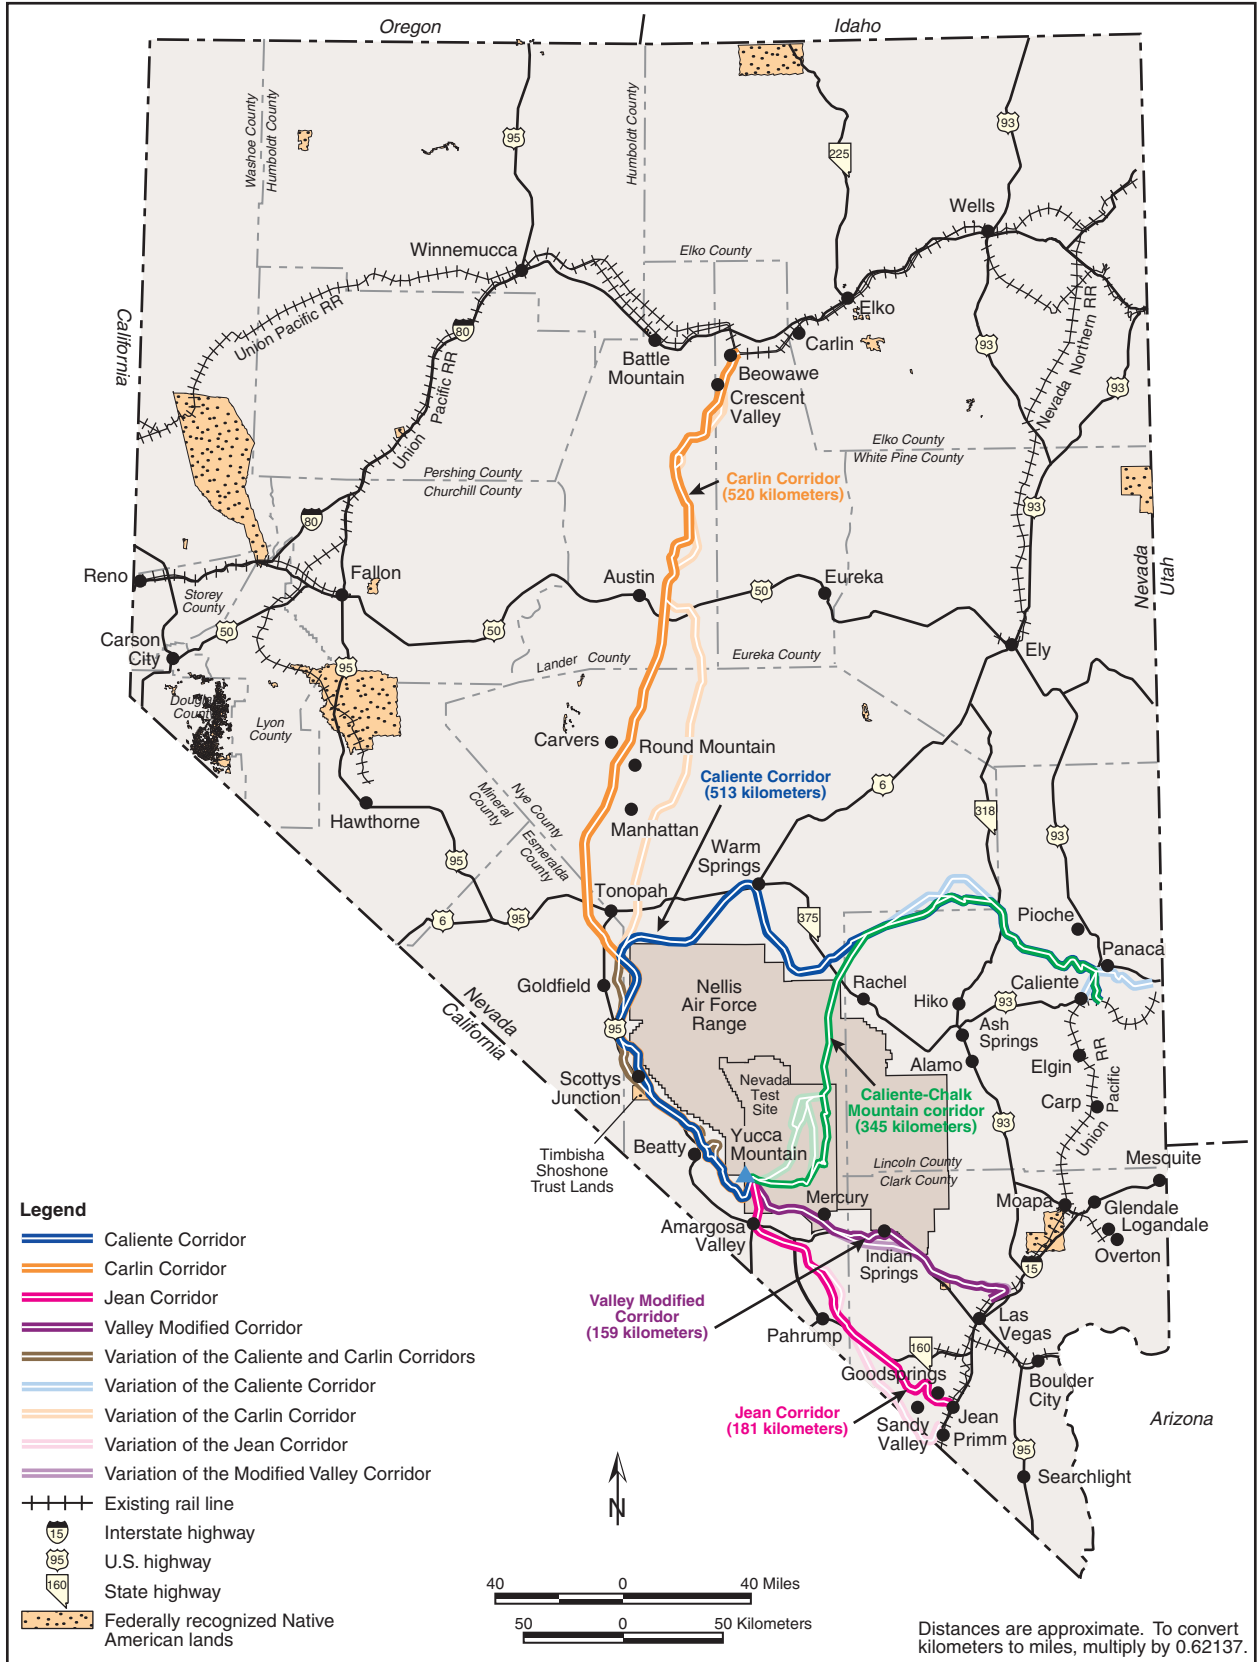 Oregon
Idaho
Washoe County
Humboldt County
Humboldt County
95
225
93
Wells
Winnemucca
Elko County
California
Union Pacific RR
80
Union Pacific RR
Elko
Carlin
Battle
Mountain
Beowawe
Crescent
Valley
93
93
Nevada Northern RR
Elko County
White Pine County
Pershing County
Churchill County
Carlin Corridor
(520 kilometers)
80
93
Reno
Fallon
Storey
County
Austin
50
Eureka
Nevada
Utah
Carson
City
50
50
95
Lander County
Eureka County
Ely
Douglas
County
Lyon
County
Carvers
Round Mountain
Caliente Corridor
(513 kilometers)
6
318
Nye County
Mineral
County
Esmeralda
County
Manhattan
Hawthorne
95
93
Warm
Springs
Tonopah
6
95
375
Pioche
Panaca
Goldfield
Nellis
Air Force
Range
Rachel
Caliente
Hiko
93
Nevada
California
95
Ash
Springs
Alamo
Elgin
Scottys
Junction
Nevada
Test
Site
Caliente-Chalk
Mountain corridor
(345 kilometers)
Carp
Union Pacific RR
93
Timbisha
Shoshone
Trust Lands
Beatty
Yucca
Mountain
Lincoln County
Clark County
Mesquite
Legend
Mercury
Moapa
Glendale
Logandale
Overton
Amargosa
Valley
Indian
Springs
15
Caliente Corridor
Carlin Corridor
Jean Corridor
Valley Modified Corridor
Variation of the Caliente and Carlin Corridors
Variation of the Caliente Corridor
Variation of the Carlin Corridor
Variation of the Jean Corridor
Variation of the Modified Valley Corridor
Existing rail line
15
Interstate highway
95
U.S. highway
160
State highway
Federally recognized Native
American lands
Valley Modified
Corridor
(159 kilometers)
Pahrump
Las
Vegas
160
Goodsprings
Boulder
City
Jean Corridor
(181 kilometers)
Sandy
Valley
Jean
Primm
Arizona
95
Searchlight
N
40 0 40 Miles
50 0 50 Kilometers
Distances are approximate. To convert
kilometers to miles, multiply by 0.62137.